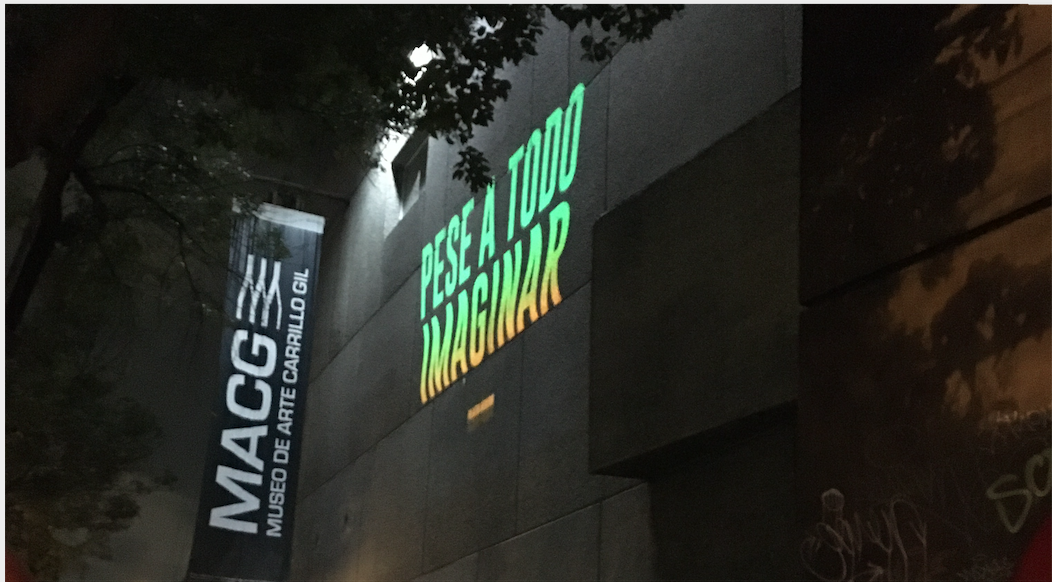 MACG
MUSEO DE ARTE CARRILLO GIL
PESE A TODO
IMAGINAR